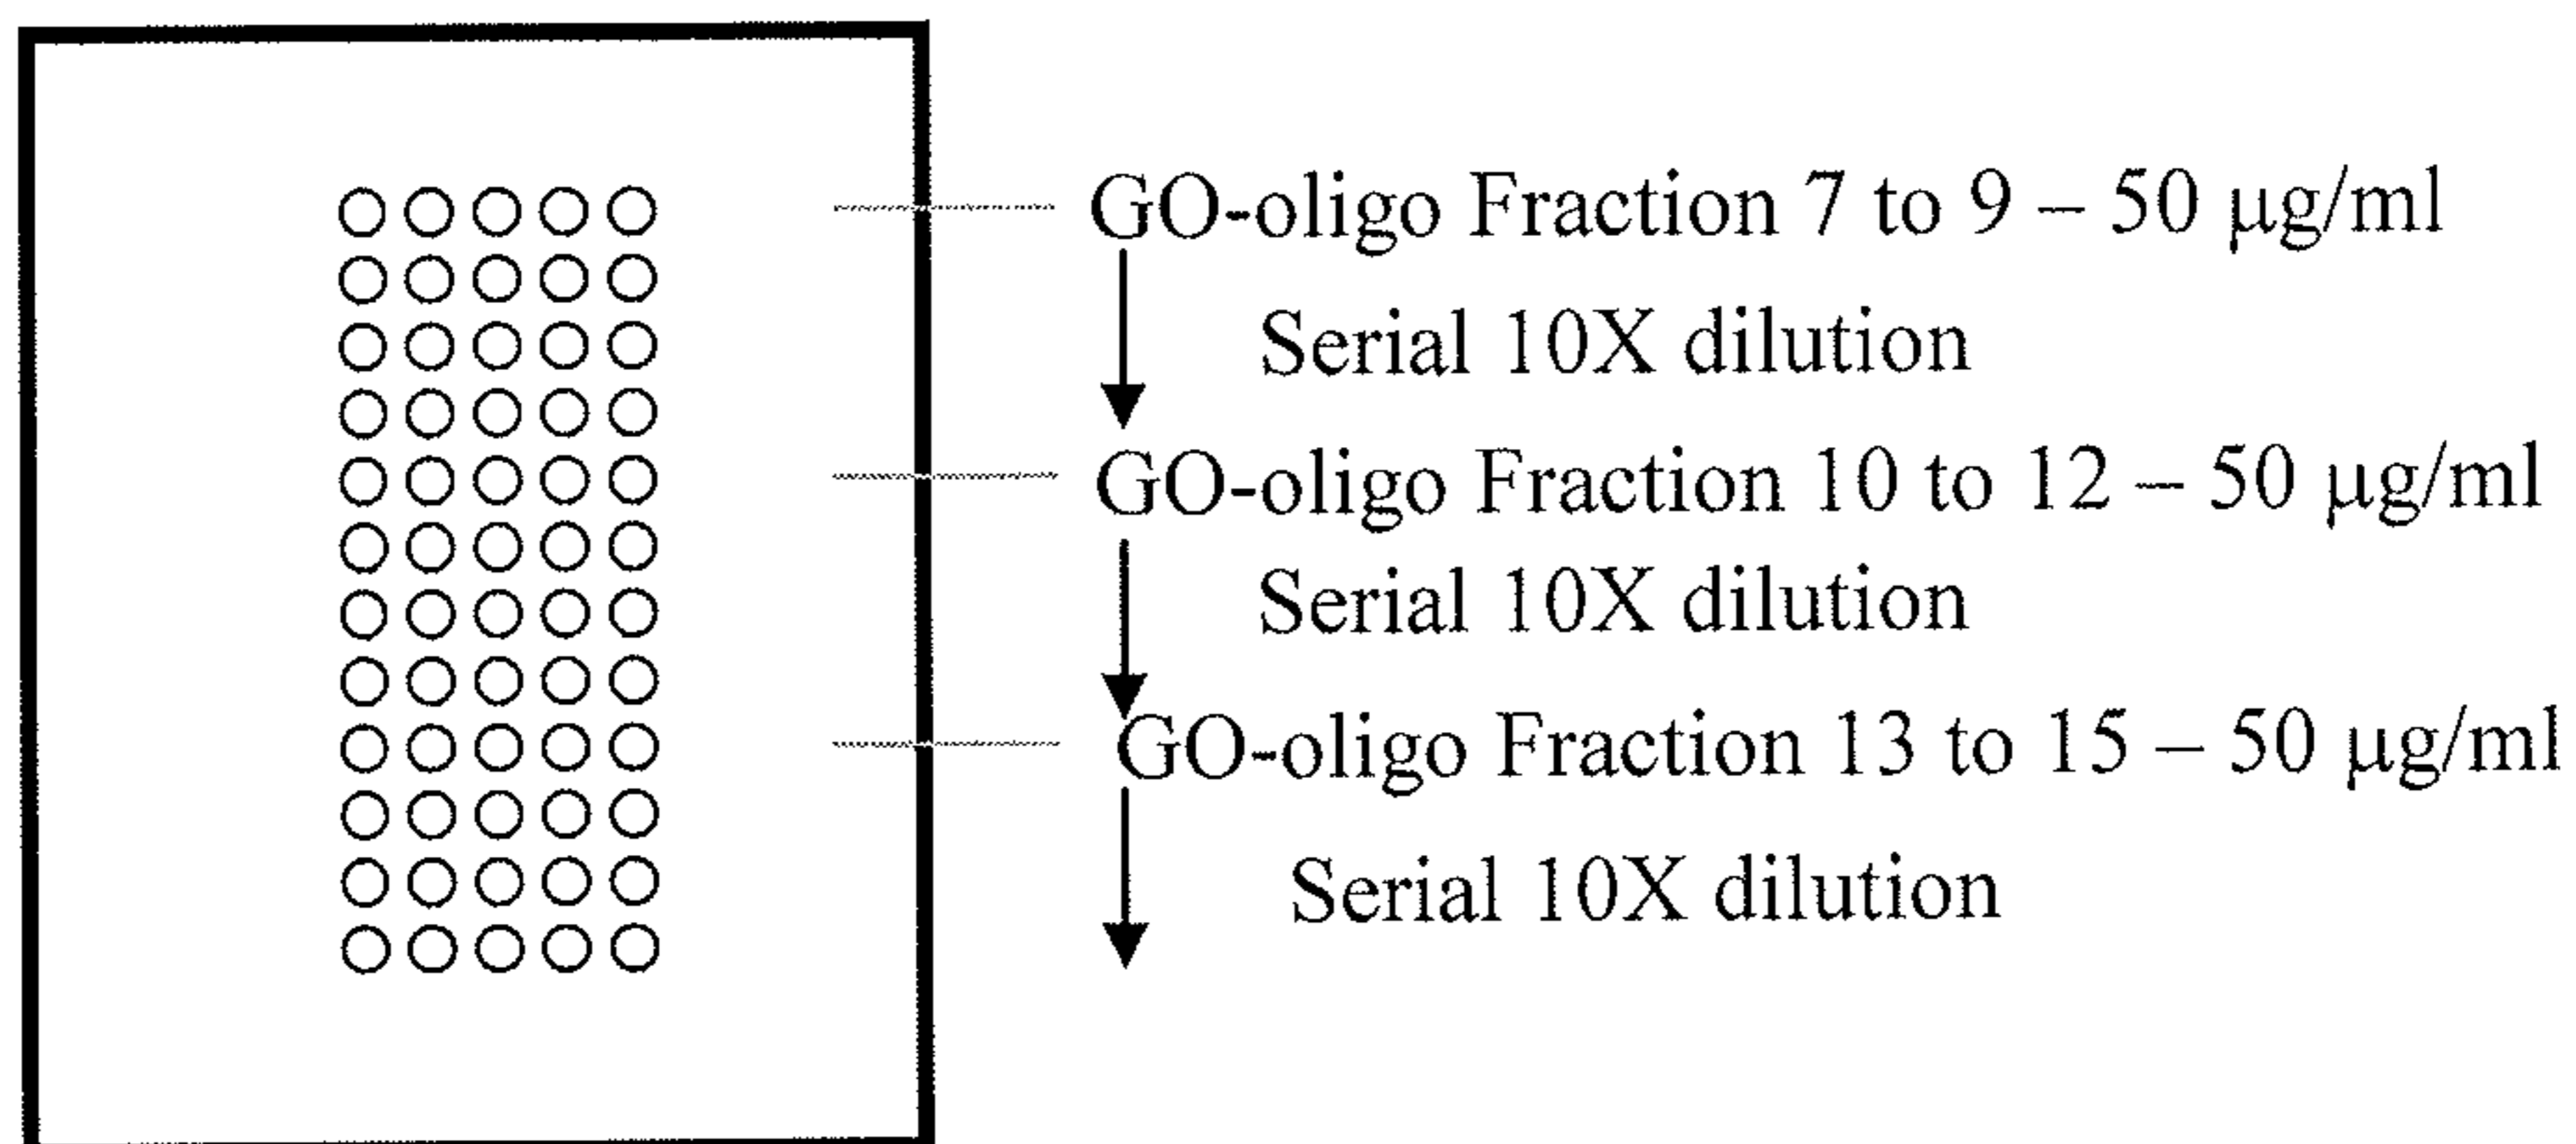 GO-oligo Fraction 7 to 9 – 50 μg/ml
Serial 10X dilution
GO-oligo Fraction 10 to 12 – 50 μg/ml
Serial 10X dilution
GO-oligo Fraction 13 to 15 – 50 μg/ml
Serial 10X dilution